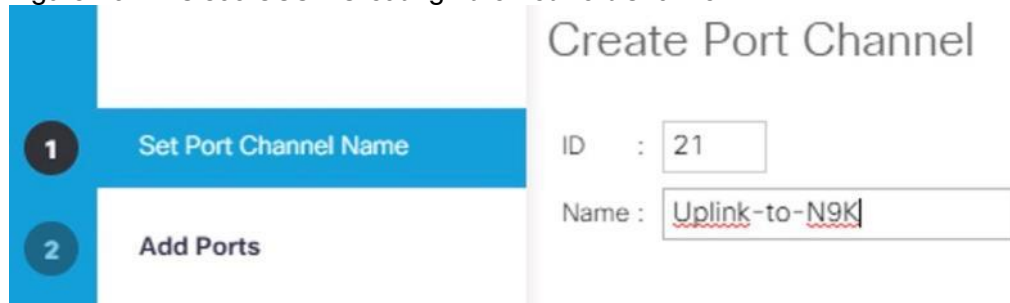 Create Port Channel
1 Set Port Channel Name
ID : 21
Name : Uplink-to-N9K
2 Add Ports